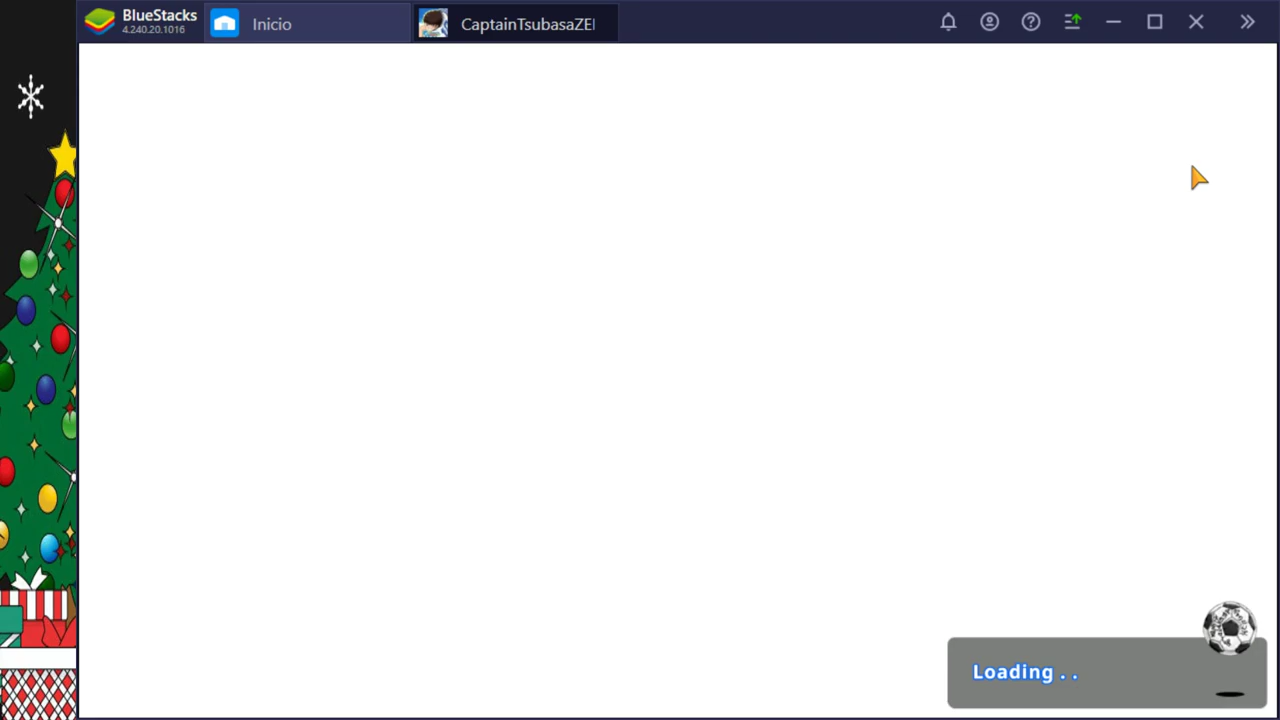 BlueStacks
4.240.20.1016
Inicio
CaptainTsubasaZE
Loading . .